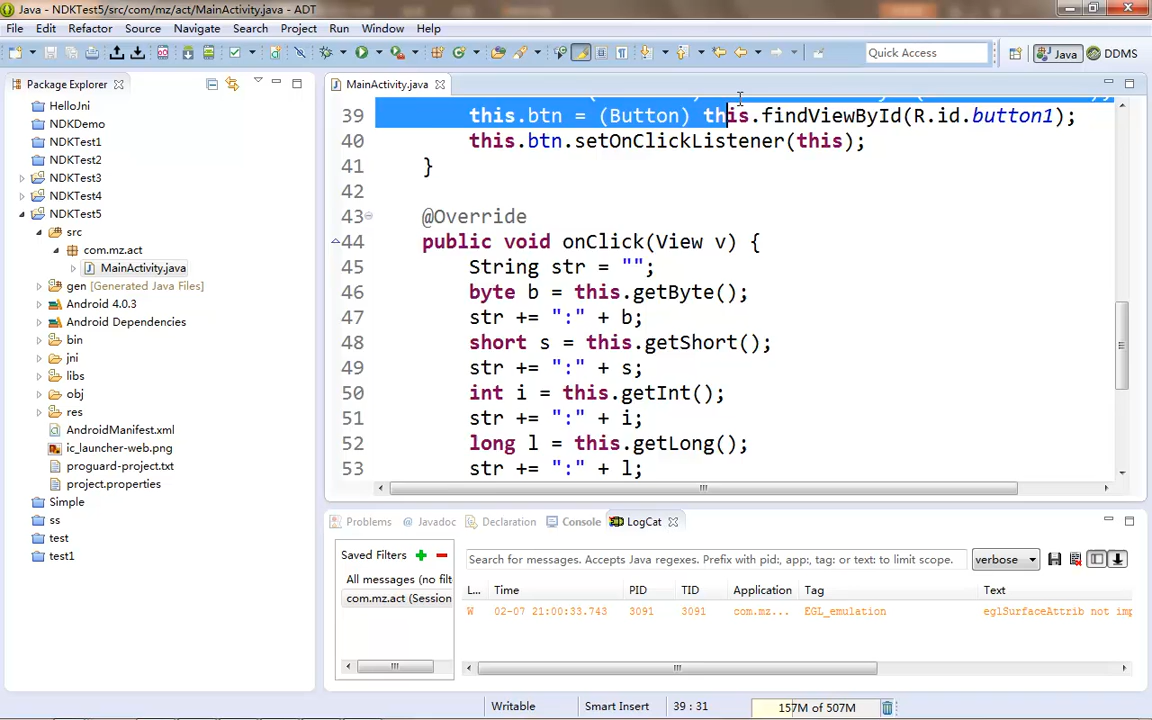 Java - NDKTest5/src/com/mz/act/MainActivity.java - ADT
File Edit Refactor Source Navigate Search Project Run Window Help
Quick Access
Java
DDMS
Package Explorer
HelloJni
NDKDemo
NDKTest1
NDKTest2
NDKTest3
NDKTest4
NDKTest5
src
com.mz.act
MainActivity.java
gen [Generated Java Files]
Android 4.0.3
Android Dependencies
bin
jni
libs
obj
res
AndroidManifest.xml
ic_launcher-web.png
proguard-project.txt
project.properties
Simple
ss
test
test1
MainActivity.java
39 this.btn = (Button) this.findViewById(R.id.button1);
40 this.btn.setOnClickListener(this);
41 }
42
43 @Override
44 public void onClick(View v) {
45 String str = "";
46 byte b = this.getByte();
47 str += ":" + b;
48 short s = this.getShort();
49 str += ":" + s;
50 int i = this.getInt();
51 str += ":" + i;
52 long l = this.getLong();
53 str += ":" + l;
Problems @ Javadoc Declaration Console LogCat
Saved Filters
All messages (no filt
com.mz.act (Session
Search for messages. Accepts Java regexes. Prefix with pid:, app:, tag: or text: to limit scope.
verbose
L... Time PID TID Application Tag Text
W 02-07 21:00:33.743 3091 3091 com.mz... EGL_emulation eglSurfaceAttrib not imp
Writable Smart Insert 39 : 31 157M of 507M